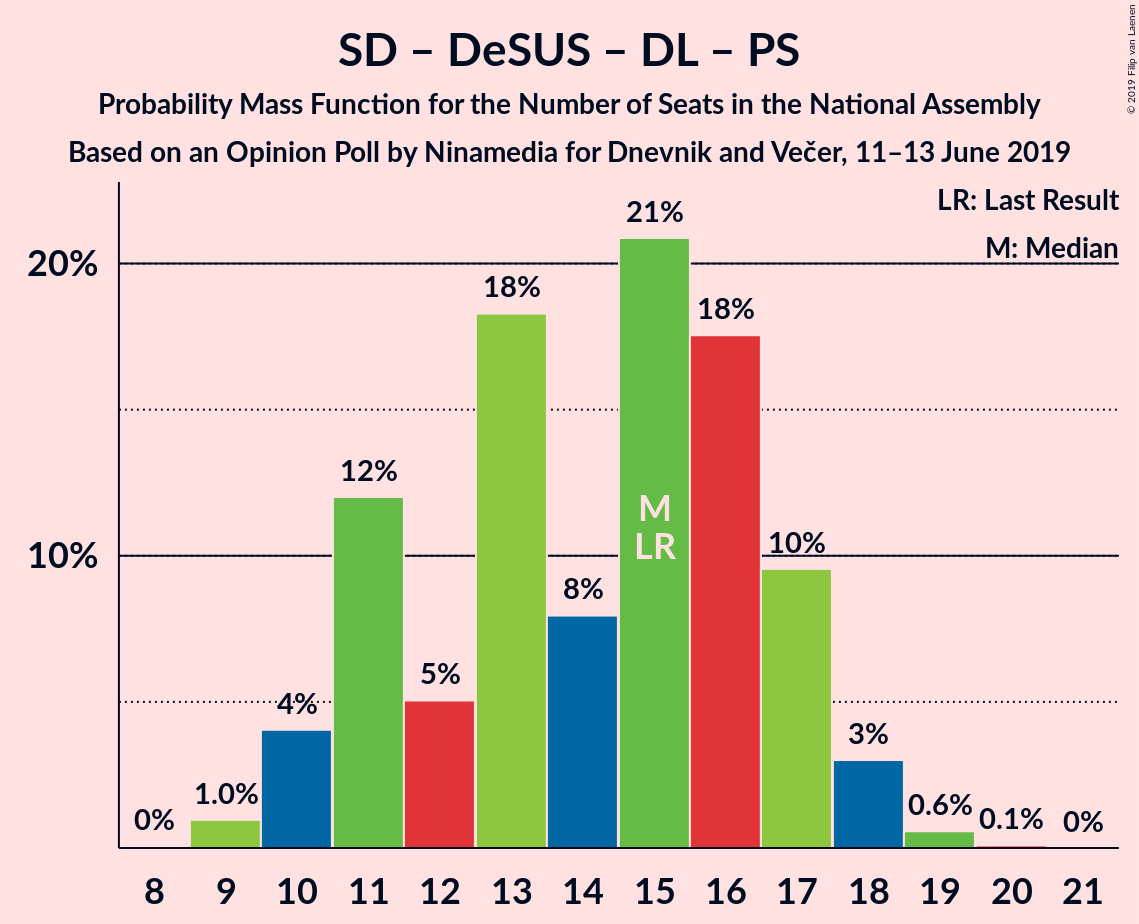 SD – DeSUS – DL – PS
Probability Mass Function for the Number of Seats in the National Assembly
Based on an Opinion Poll by Ninamedia for Dnevnik and Večer, 11–13 June 2019
© 2019 Filip van Laenen
LR: Last Result
M: Median
20%
10%
0%
1.0%
4%
12%
5%
18%
8%
21%
18%
10%
3%
0.6%
0.1%
0%
M
LR
8 9 10 11 12 13 14 15 16 17 18 19 20 21